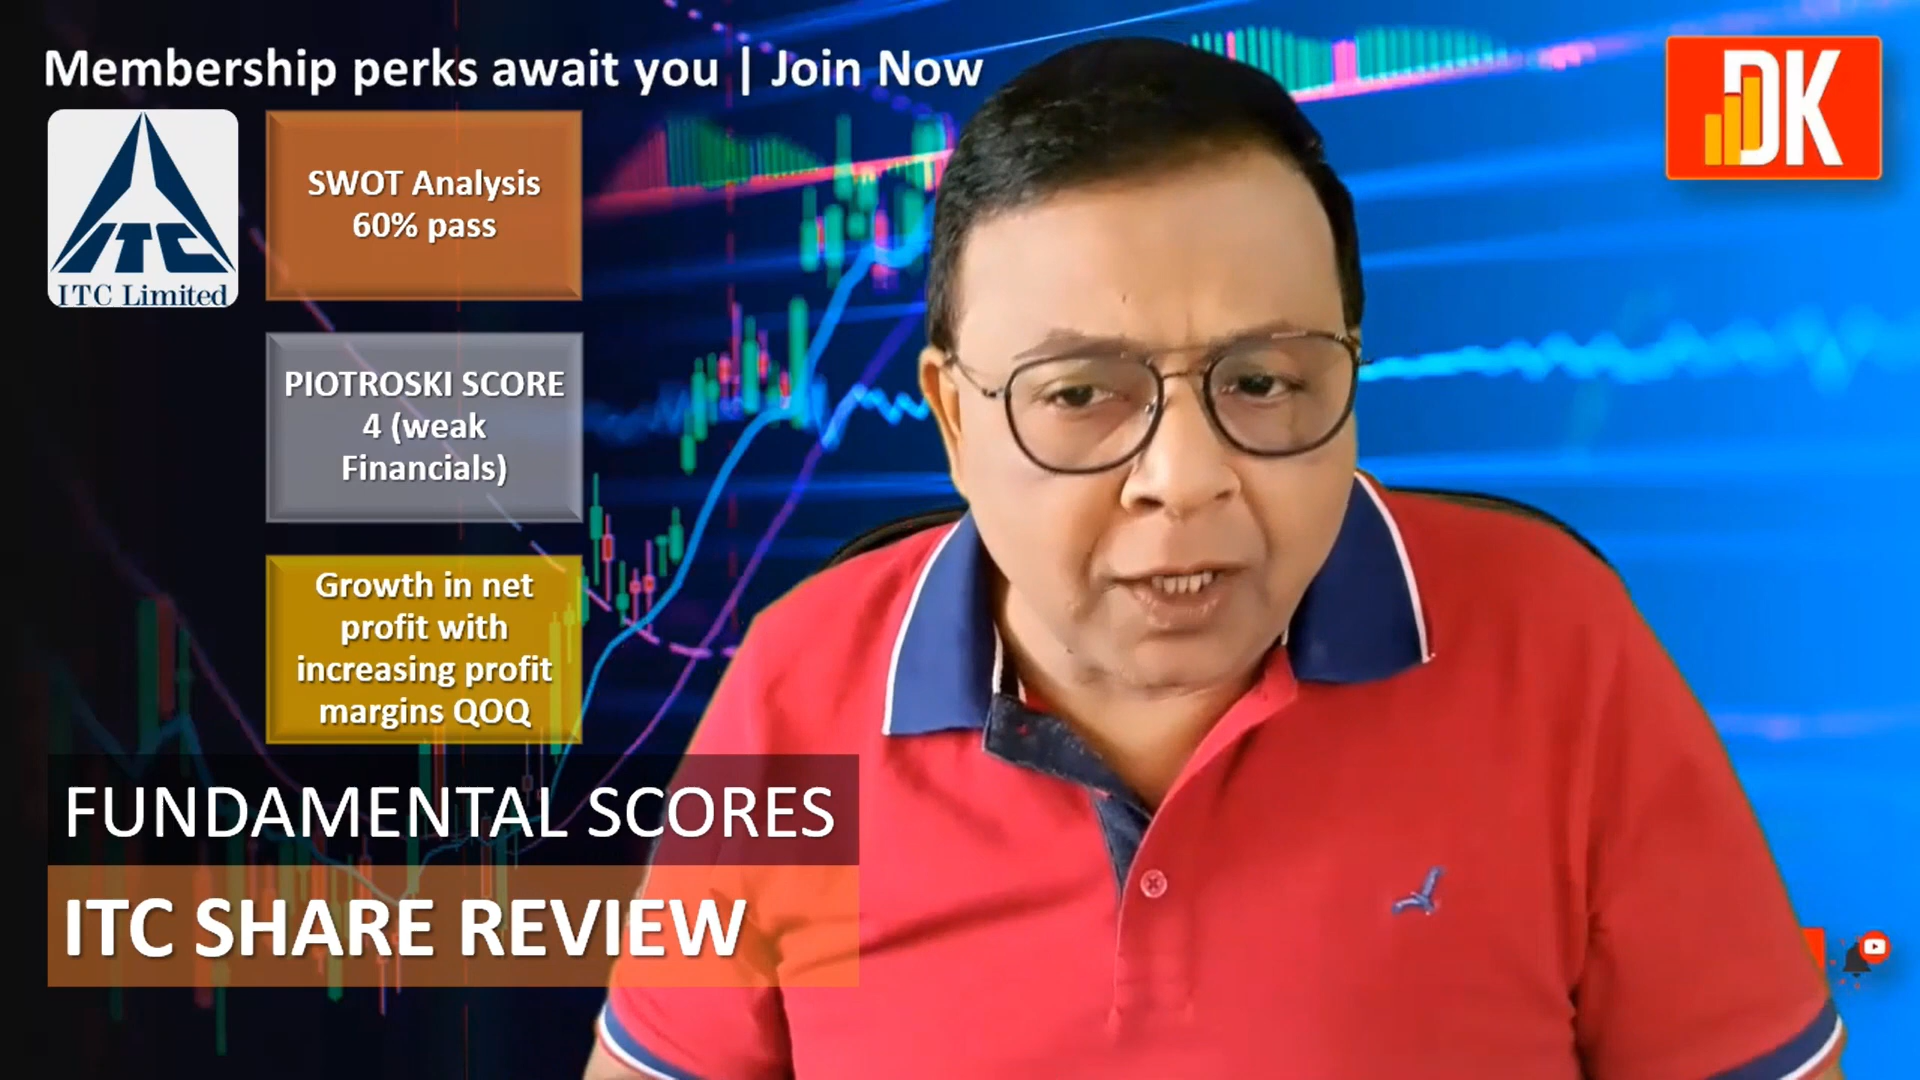 Membership perks await you | Join Now
DK
ITC
ITC Limited
SWOT Analysis
60% pass
PIOTROSKI SCORE
4 (weak
Financials)
Growth in net
profit with
increasing profit
margins QOQ
FUNDAMENTAL SCORES
ITC SHARE REVIEW